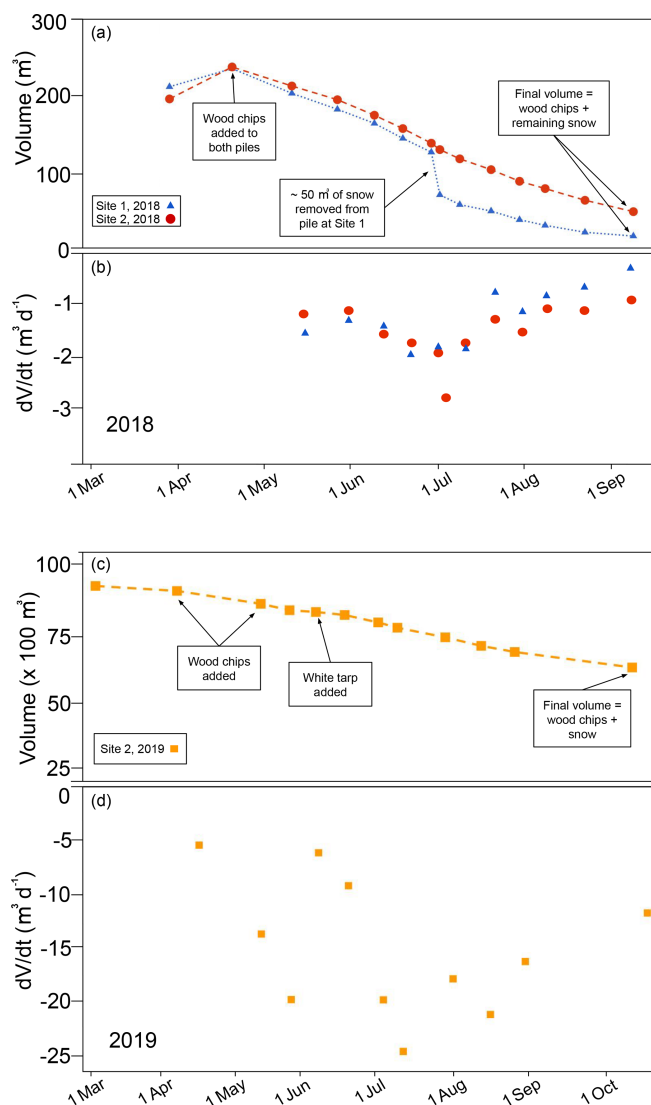 (a)
300
200
100
0
Volume (m³)
Wood chips
added to
both piles
Final volume =
wood chips +
remaining snow
~ 50 m³ of snow
removed from
pile at Site 1
Site 1, 2018
Site 2, 2018
(b)
-1
-2
-3
dV/dt (m³ d⁻¹)
2018
1 Mar
1 Apr
1 May
1 Jun
1 Jul
1 Aug
1 Sep
(c)
100
75
50
25
Volume (x 100 m³)
Wood chips
added
White tarp
added
Final volume =
wood chips +
snow
Site 2, 2019
(d)
0
-5
-10
-15
-20
-25
dV/dt (m³ d⁻¹)
2019
1 Mar
1 Apr
1 May
1 Jun
1 Jul
1 Aug
1 Sep
1 Oct